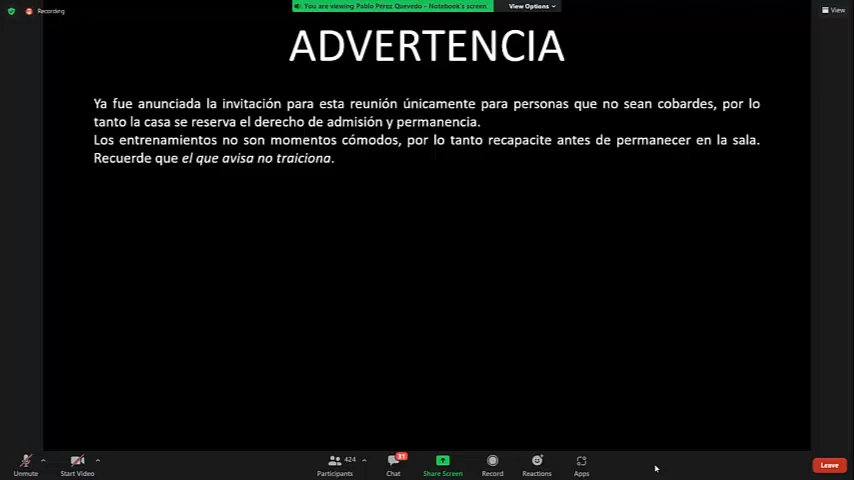 Recording
You are viewing Pablo Pérez Quevedo - Notebook's screen
View Options
View
ADVERTENCIA
Ya fue anunciada la invitación para esta reunión únicamente para personas que no sean cobardes, por lo
tanto la casa se reserva el derecho de admisión y permanencia.
Los entrenamientos no son momentos cómodos, por lo tanto recapacite antes de permanecer en la sala.
Recuerde que el que avisa no traiciona.
Unmute
Start Video
424
Participants
31
Chat
Share Screen
Record
Reactions
Apps
Leave